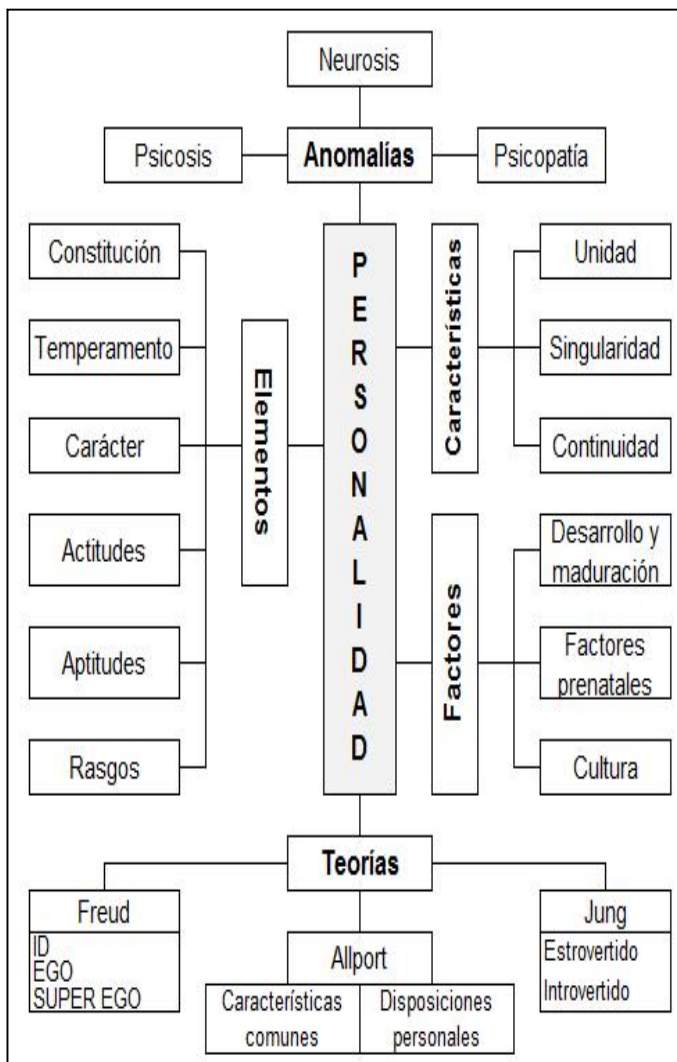 Neurosis
Psicosis
Anomalías
Psicopatía
PERSONALIDAD
Elementos
Constitución
Temperamento
Carácter
Actitudes
Aptitudes
Rasgos
Características
Unidad
Singularidad
Continuidad
Factores
Desarrollo y
maduración
Factores
prenatales
Cultura
Teorías
Freud
ID
EGO
SUPER EGO
Allport
Características
comunes
Disposiciones
personales
Jung
Estrovertido
Introvertido